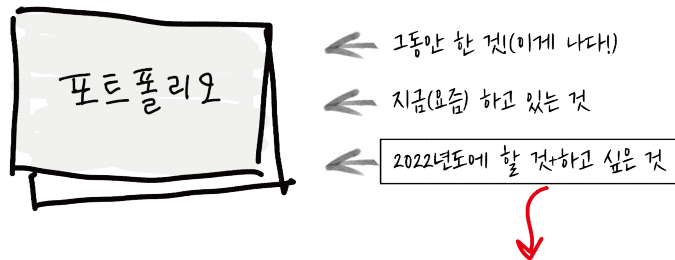 포트폴리오
그동안 한 것!(이게 나다!)
지금(요즘) 하고 있는 것
2022년도에 할 것+하고 싶은 것